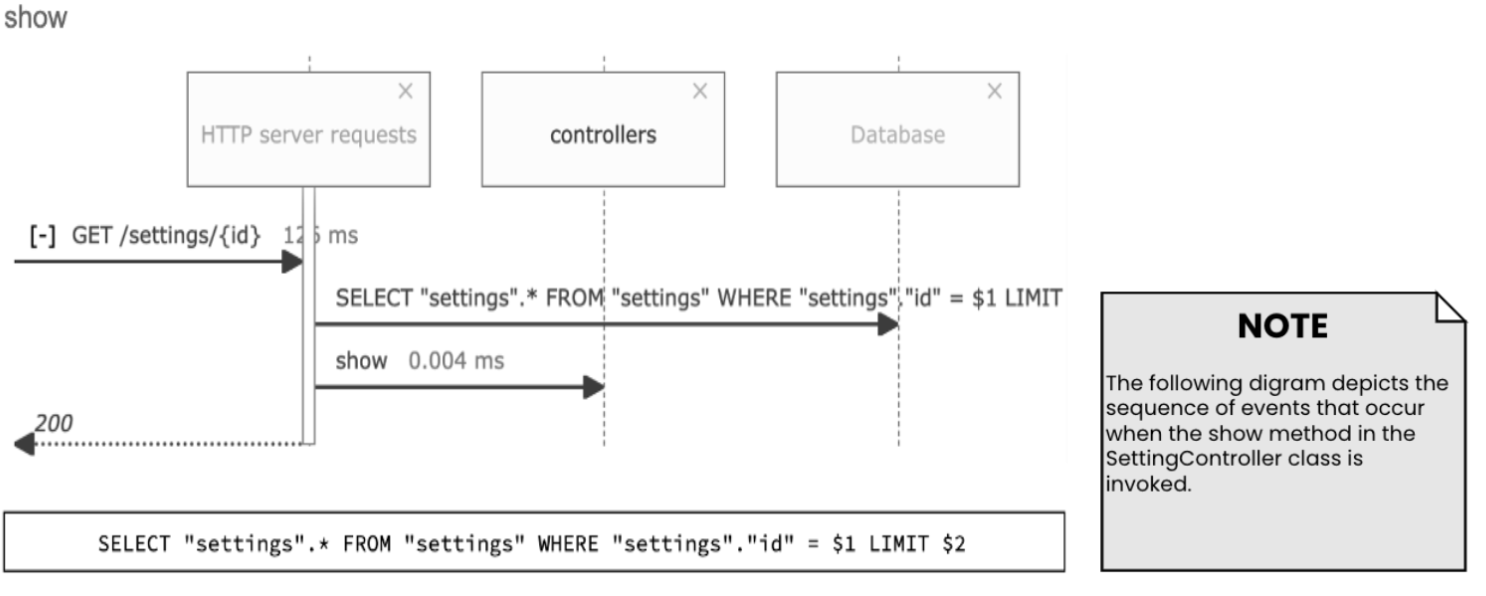 show
X
X
X
HTTP server requests
controllers
Database
[-] GET /settings/{id} 125 ms
SELECT "settings".* FROM "settings" WHERE "settings"."id" = $1 LIMIT
show 0.004 ms
200
SELECT "settings".* FROM "settings" WHERE "settings"."id" = $1 LIMIT $2
NOTE
The following digram depicts the
sequence of events that occur
when the show method in the
SettingController class is
invoked.